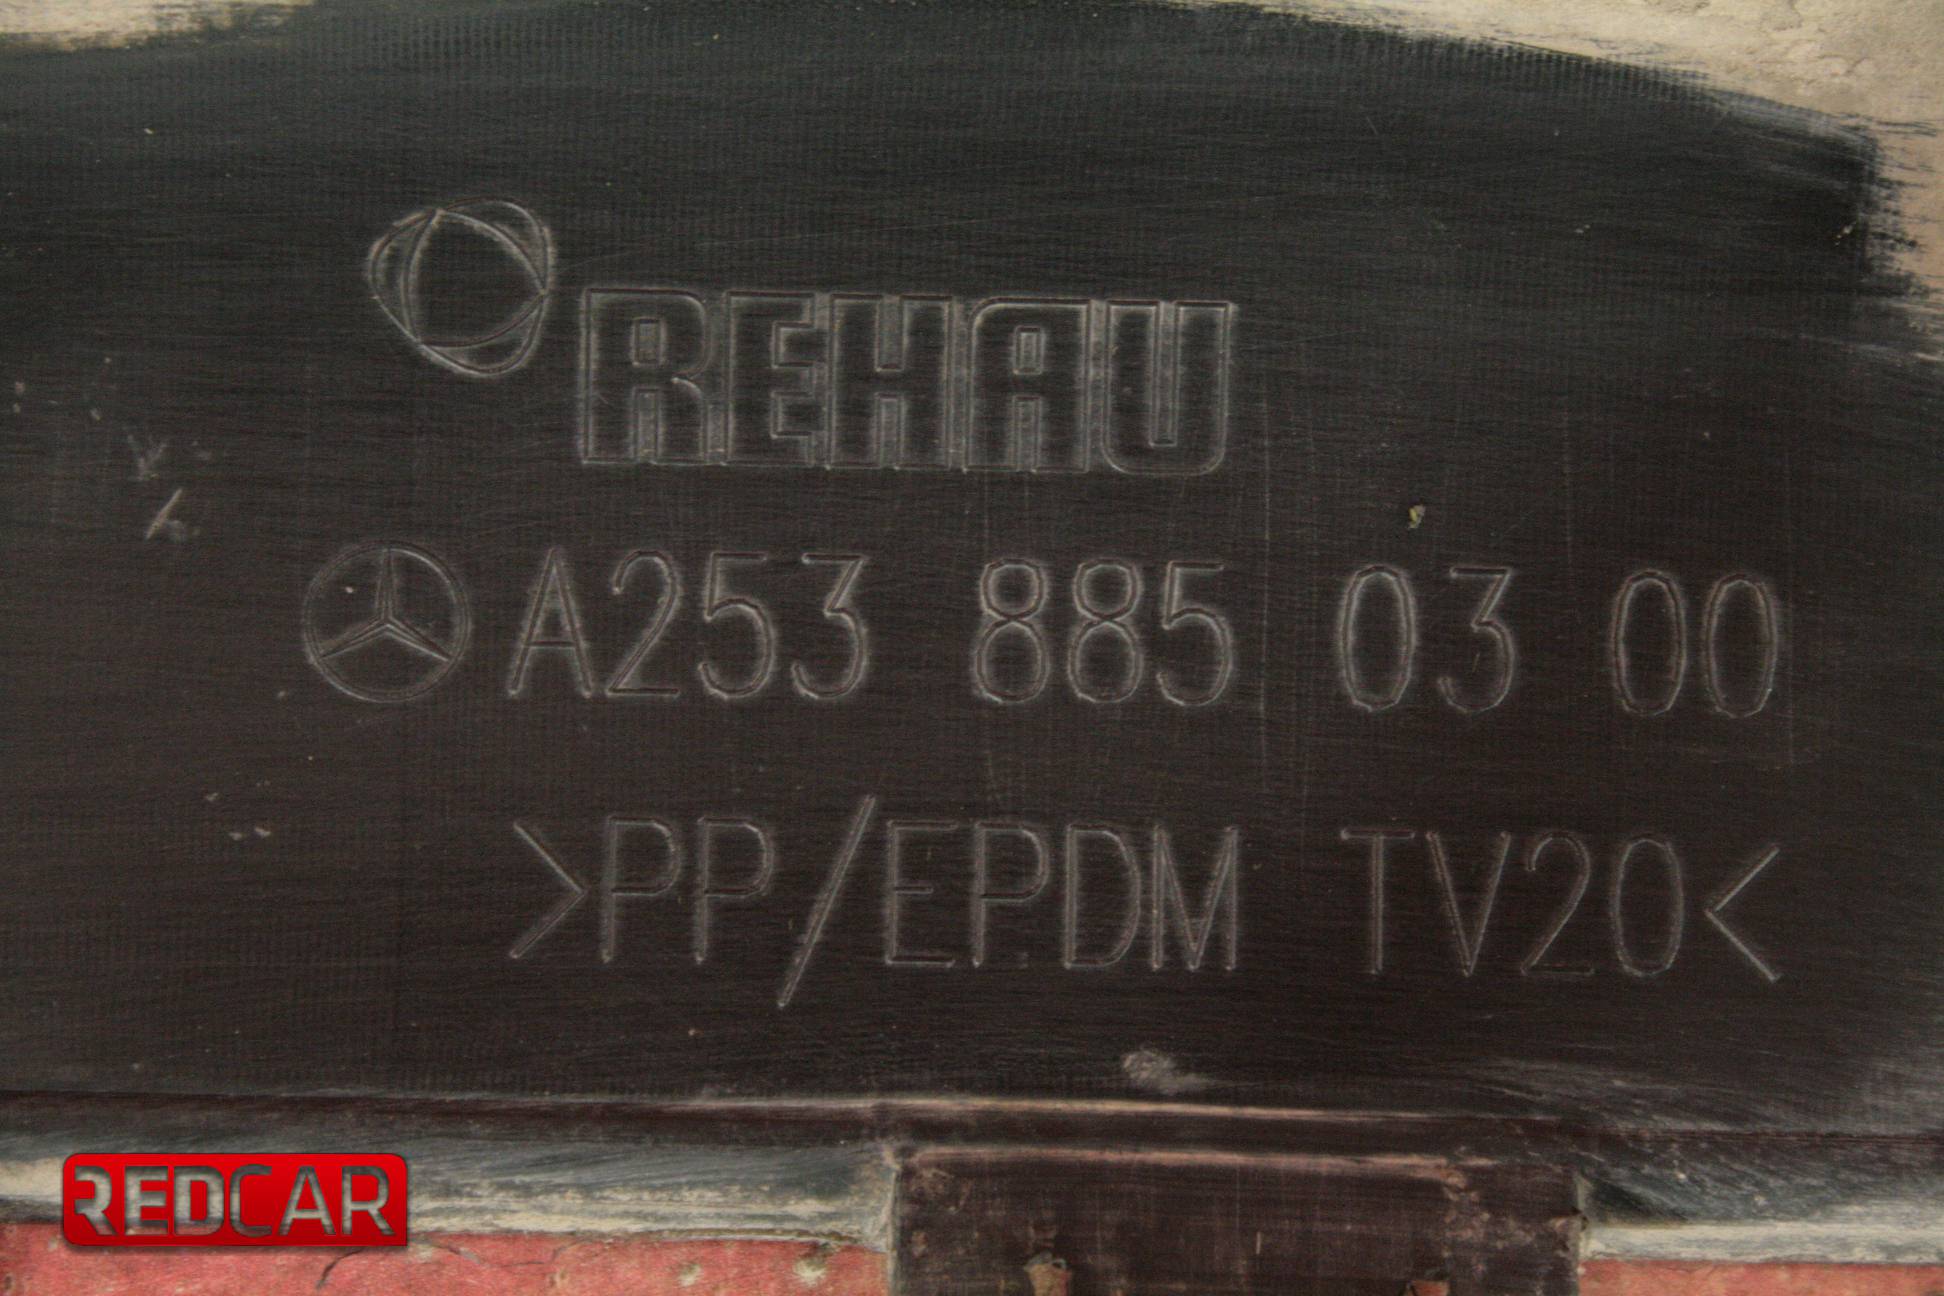 REHAU
A253 885 03 00
>PP/EPDM TV20<
REDCAR